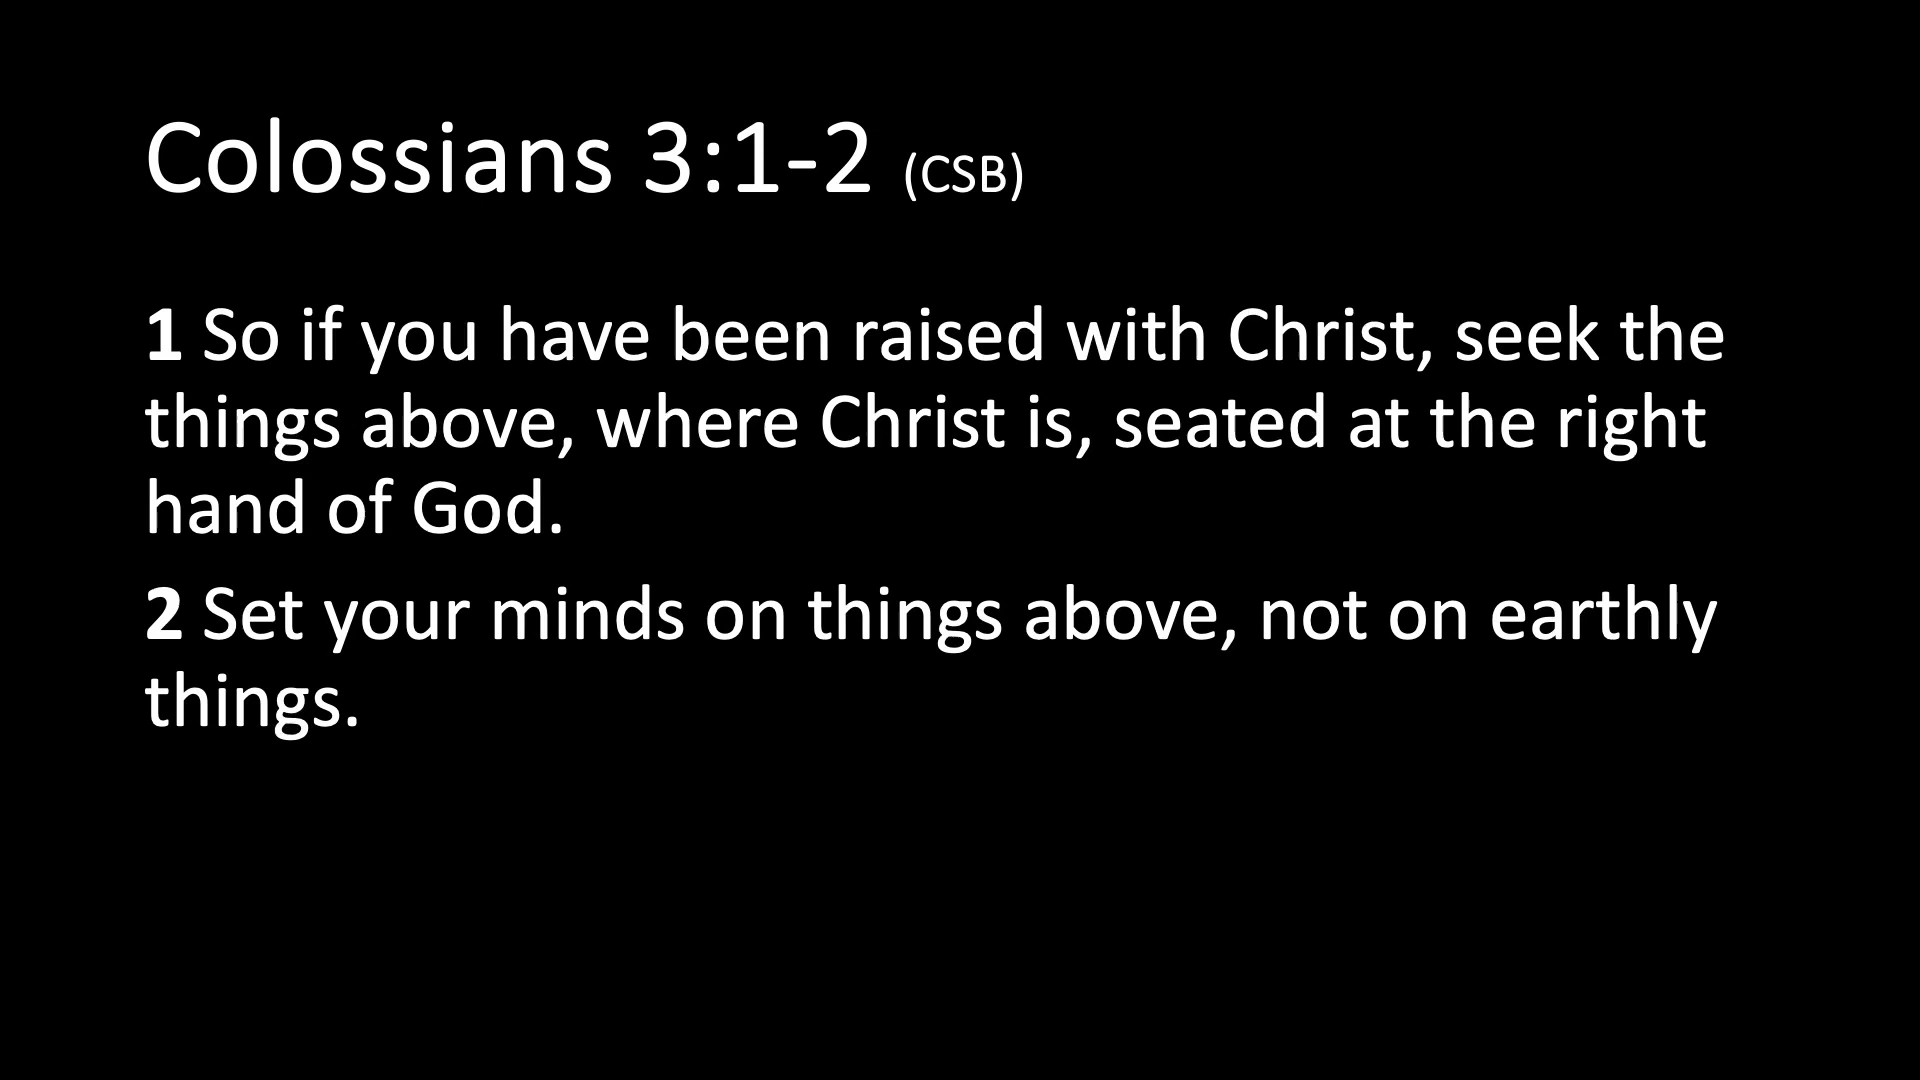 Colossians 3:1-2 (CSB)
1 So if you have been raised with Christ, seek the
things above, where Christ is, seated at the right
hand of God.
2 Set your minds on things above, not on earthly
things.